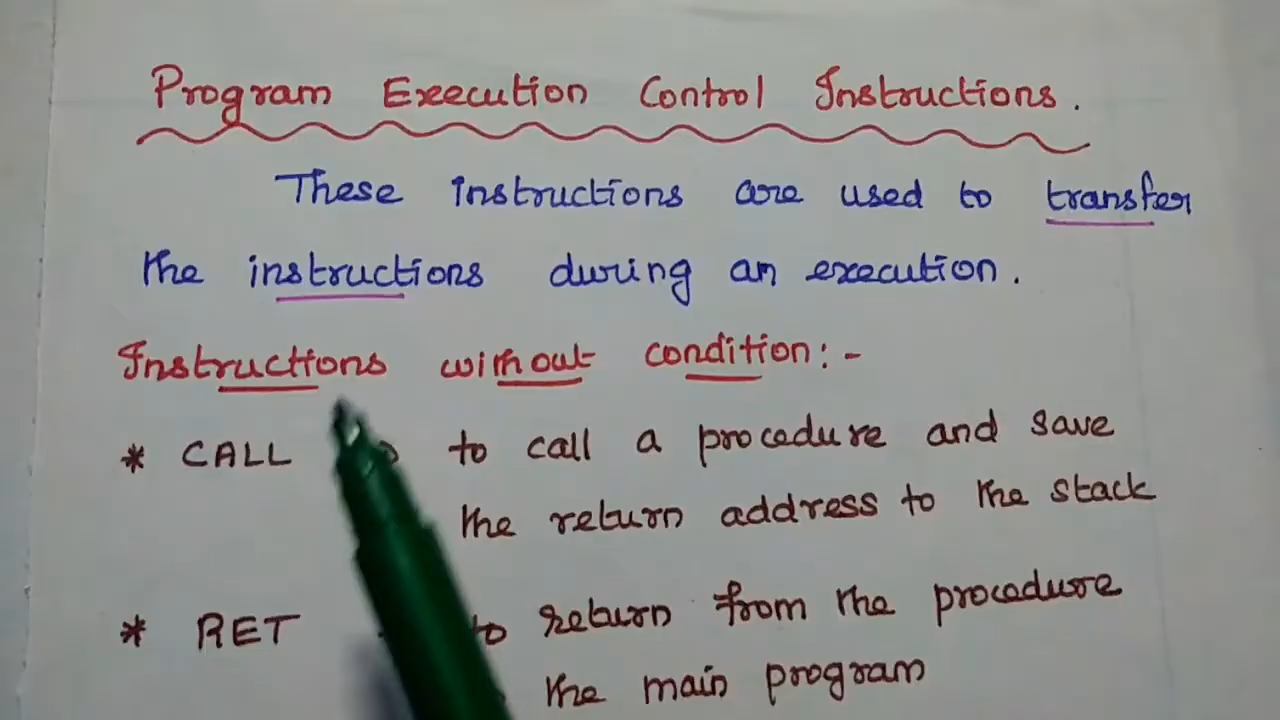 Program Execution Control Instructions.
These instructions are used to transfer
the instructions during an execution.
Instructions without condition:-
* CALL to call a procedure and save
the return address to the stack
* RET to return from the procedure
the main program